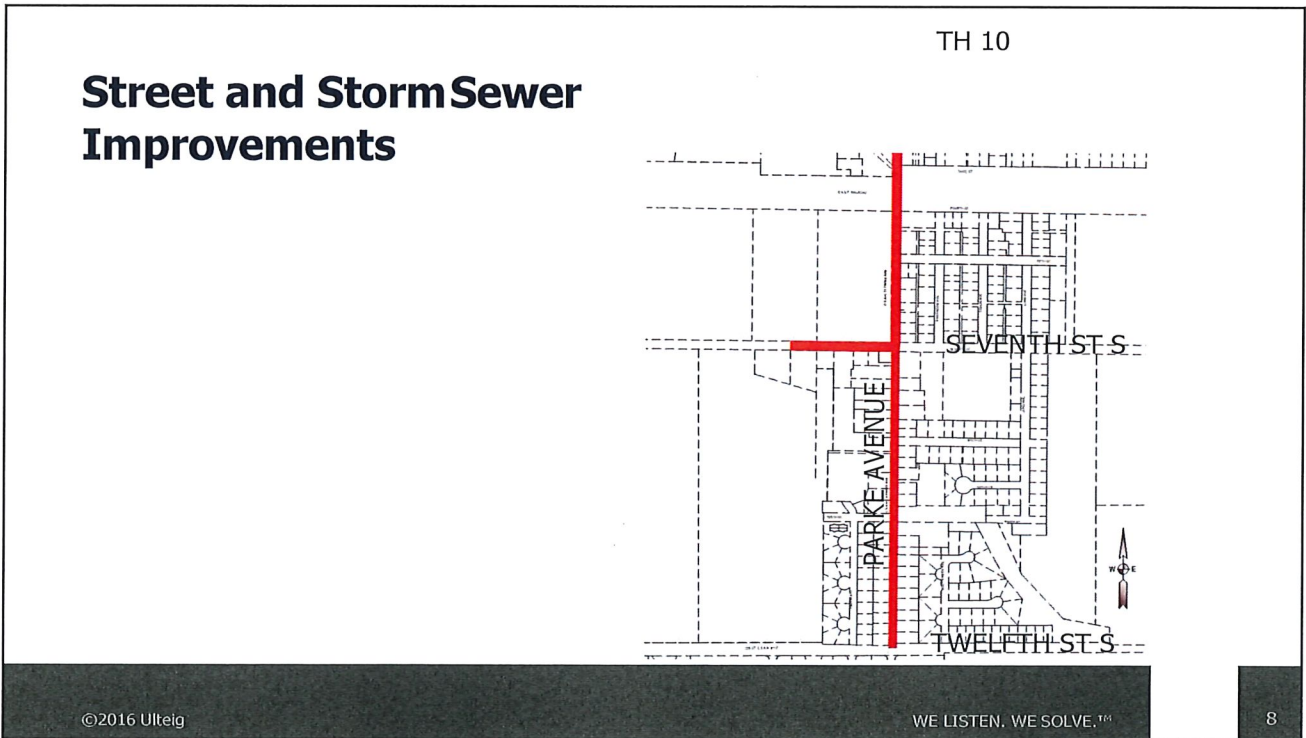 TH 10
Street and Storm Sewer
Improvements
SEVENTH ST S
PARKE AVENUE
W E
TWELFTH ST S
©2016 Ulteig
WE LISTEN. WE SOLVE.™
8